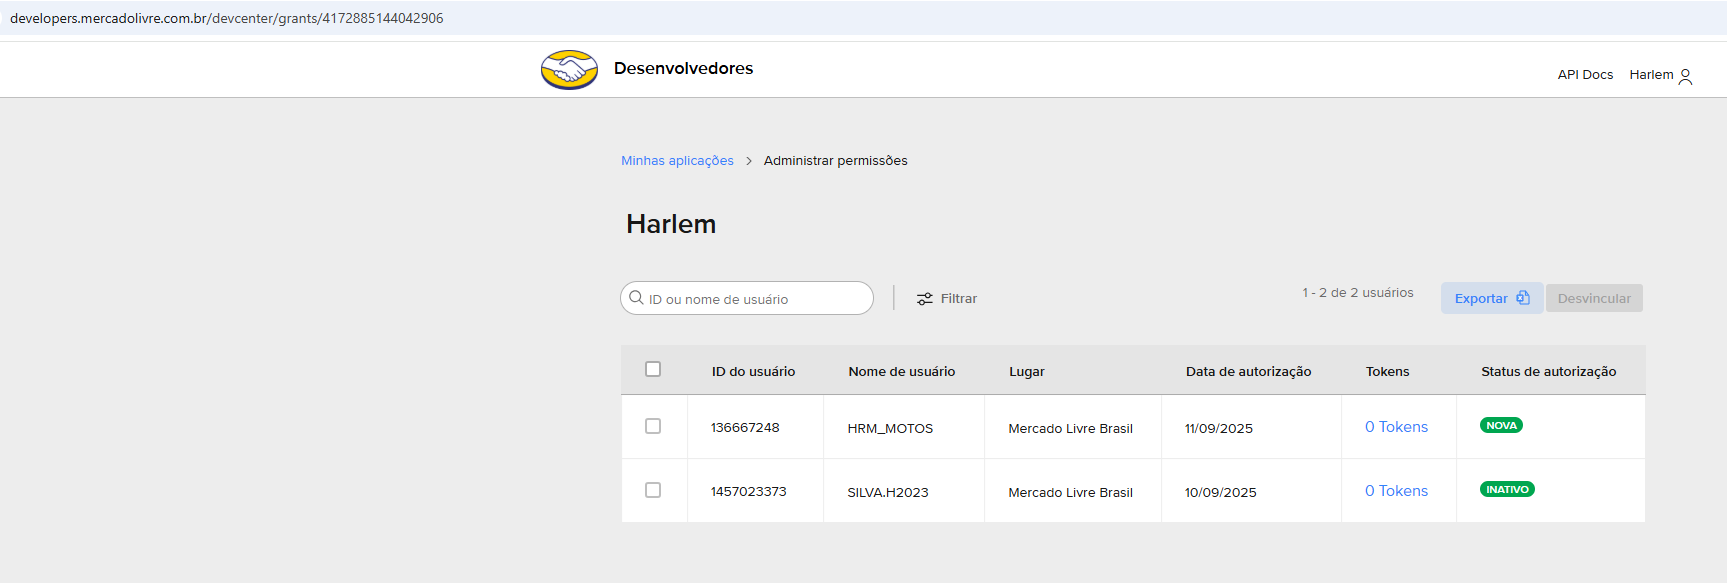 developers.mercadolivre.com.br/devcenter/grants/4172885144042906
Desenvolvedores
API Docs Harlem
Minhas aplicações > Administrar permissões
Harlem
ID ou nome de usuário Filtrar 1 - 2 de 2 usuários Exportar Desvincular
ID do usuário Nome de usuário Lugar Data de autorização Tokens Status de autorização
136667248 HRM_MOTOS Mercado Livre Brasil 11/09/2025 0 Tokens NOVA
1457023373 SILVA.H2023 Mercado Livre Brasil 10/09/2025 0 Tokens INATIVO